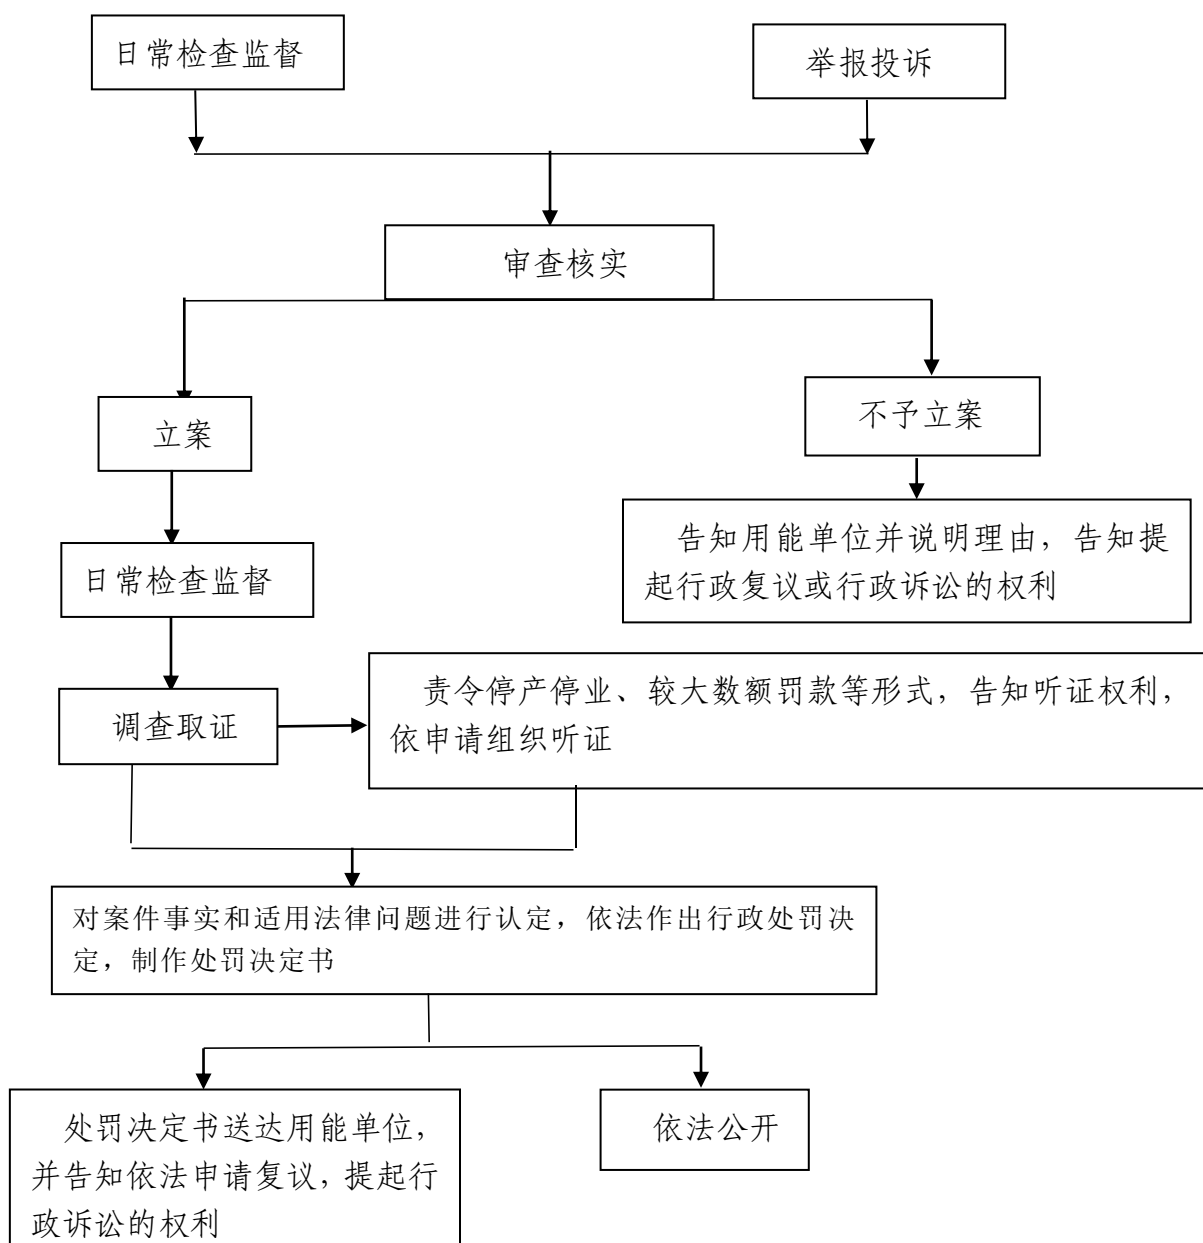 日常检查监督
举报投诉
审查核实
立案
不予立案
告知用能单位并说明理由，告知提
起行政复议或行政诉讼的权利
日常检查监督
调查取证
责令停产停业、较大数额罚款等形式，告知听证权利，
依申请组织听证
对案件事实和适用法律问题进行认定，依法作出行政处罚决
定，制作处罚决定书
处罚决定书送达用能单位，
并告知依法申请复议，提起行
政诉讼的权利
依法公开